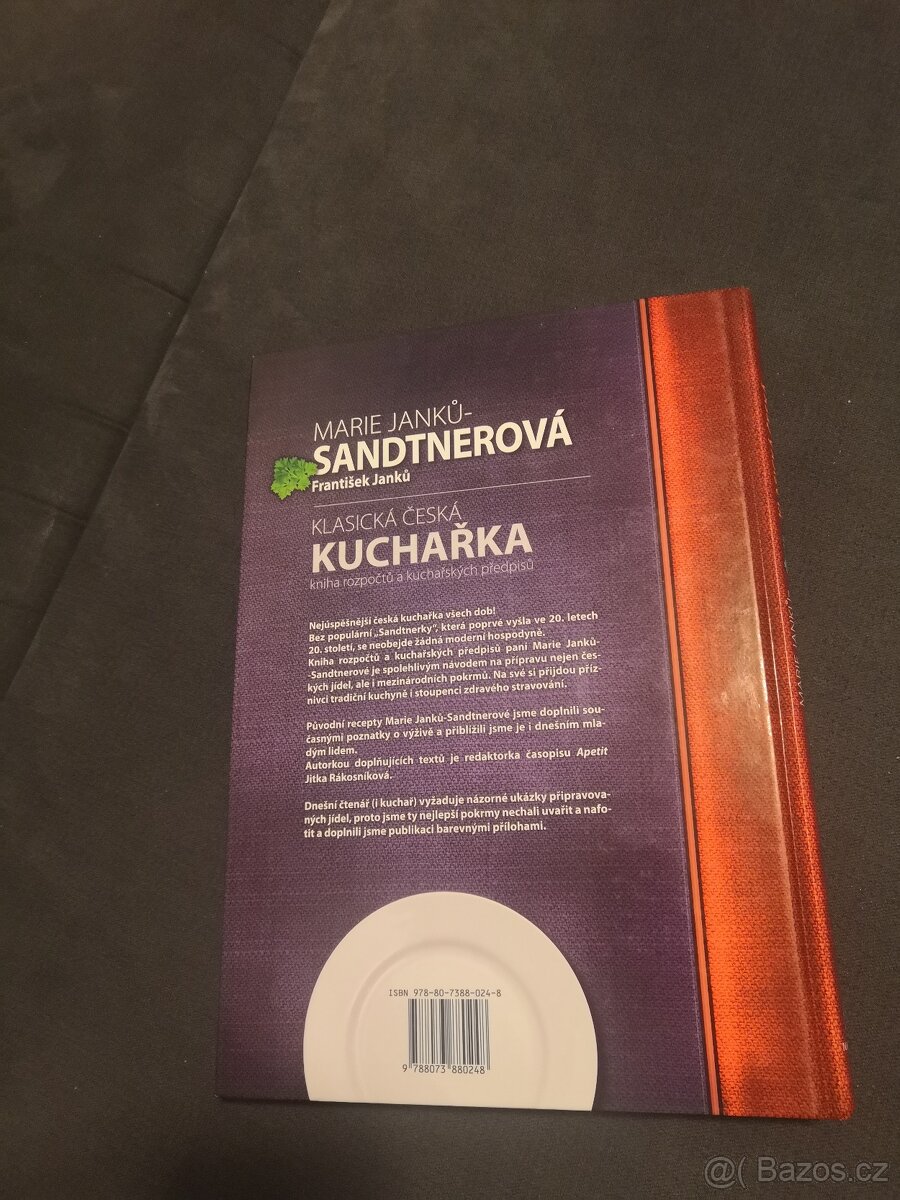 MARIE JANKŮ-
SANDTNEROVÁ
František Janků
KLASICKÁ ČESKÁ
KUCHAŘKA
kniha rozpočtů a kuchařských předpisů
Nejúspěšnější česká kuchařka všech dob!
Bez populární „Sandtnerky“, která poprvé vyšla ve 20. letech
20. století, se neobejde žádná moderní hospodyně.
Kniha rozpočtů a kuchařských předpisů paní Marie Janků-
-Sandtnerové je spolehlivým návodem na přípravu nejen čes-
kých jídel, ale i mezinárodních pokrmů. Na své si přijdou příz-
nivci tradiční kuchyně i stoupenci zdravého stravování.
Původní recepty Marie Janků-Sandtnerové jsme doplnili sou-
časnými poznatky o výživě a přiblížili jsme je i dnešním mla-
dým lidem.
Autorkou doplňujících textů je redaktorka časopisu Apetit
Jitka Rákosníková.
Dnešní čtenář (i kuchař) vyžaduje názorné ukázky připravova-
ných jídel, proto jsme ty nejlepší pokrmy nechali uvařit a nafo-
tit a doplnili jsme publikaci barevnými přílohami.
ISBN 978-80-7388-024-8
9 788073 880248
@( Bazos.cz